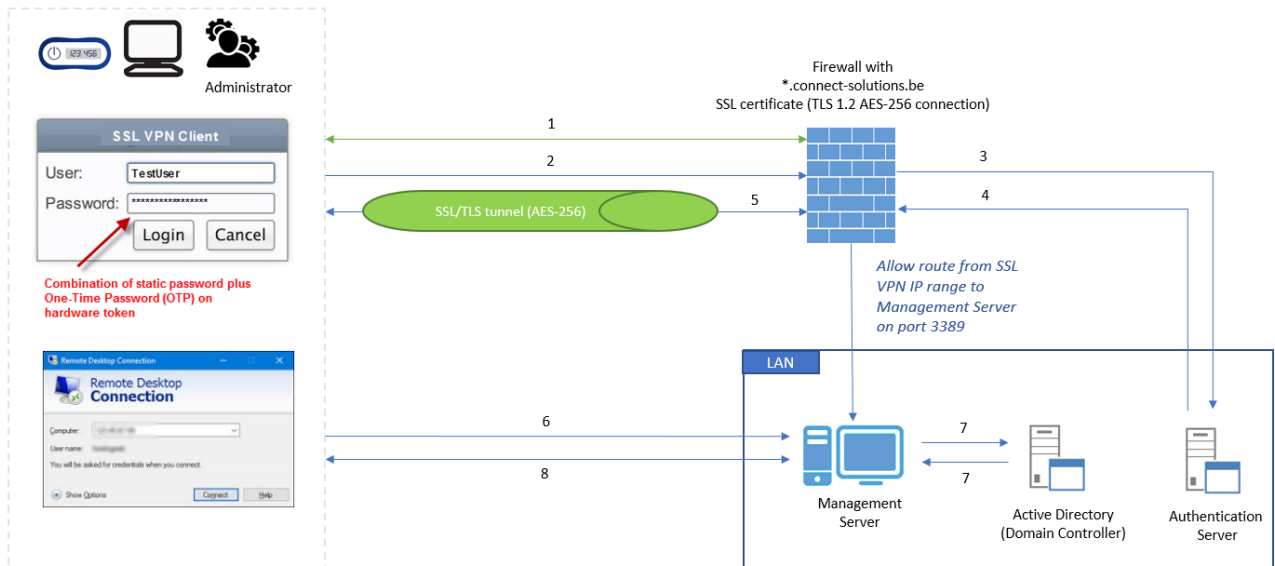 123 456
Administrator
Firewall with
*.connect-solutions.be
SSL certificate (TLS 1.2 AES-256 connection)
SSL VPN Client
User:
TestUser
Password:
*****************
Login
Cancel
Combination of static password plus
One-Time Password (OTP) on
hardware token
1
2
3
4
SSL/TLS tunnel (AES-256)
5
Allow route from SSL
VPN IP range to
Management Server
on port 3389
Remote Desktop Connection
Remote Desktop
Connection
Computer:
User name:
You will be asked for credentials when you connect.
Show Options
Connect
Help
LAN
6
8
7
7
Management
Server
Active Directory
(Domain Controller)
Authentication
Server